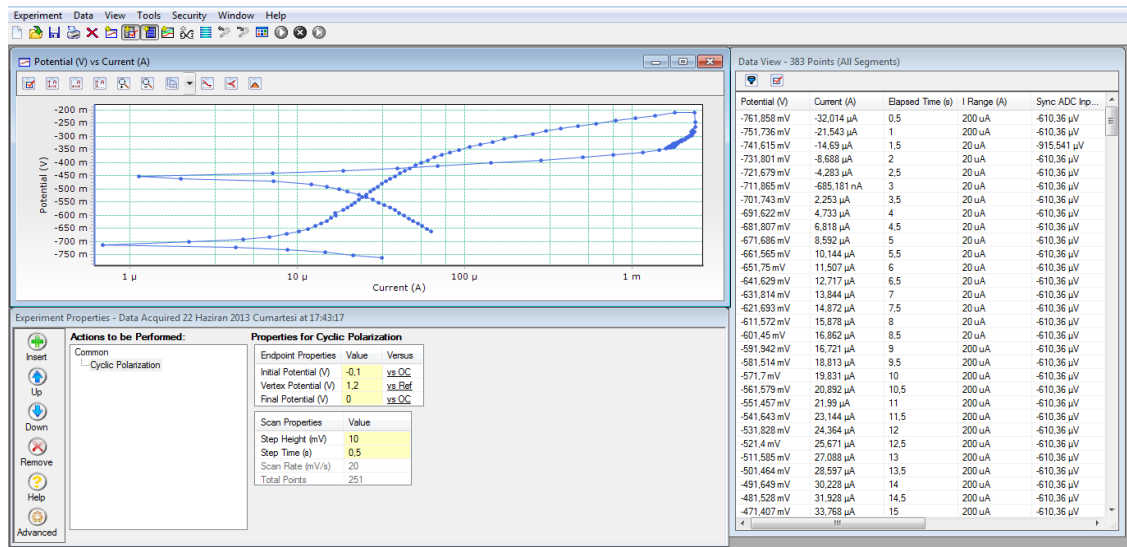 Experiment Data View Tools Security Window Help
Potential (V) vs Current (A)
-200 m
-250 m
-300 m
-350 m
-400 m
-450 m
-500 m
-550 m
-600 m
-650 m
-700 m
-750 m
Potential (V)
1 µ 10 µ 100 µ 1 m
Current (A)
Experiment Properties - Data Acquired 22 Haziran 2013 Cumartesi at 17:43:17
Insert
Up
Down
Remove
Help
Advanced
Actions to be Performed:
Common
Cyclic Polarization
Properties for Cyclic Polarization
Endpoint Properties Value Versus
Initial Potential (V) -0,1 vs OC
Vertex Potential (V) 1,2 vs Ref
Final Potential (V) 0 vs OC
Scan Properties Value
Step Height (mV) 10
Step Time (s) 0,5
Scan Rate (mV/s) 20
Total Points 251
Data View - 383 Points (All Segments)
Potential (V) Current (A) Elapsed Time (s) I Range (A) Sync ADC Inp...
-761,858 mV -32,014 µA 0,5 200 uA -610,36 µV
-751,736 mV -21,543 µA 1 200 uA -610,36 µV
-741,615 mV -14,69 µA 1,5 20 uA -915,541 µV
-731,801 mV -8,688 µA 2 20 uA -610,36 µV
-721,679 mV -4,283 µA 2,5 20 uA -610,36 µV
-711,865 mV -685,181 nA 3 20 uA -610,36 µV
-701,743 mV 2,253 µA 3,5 20 uA -610,36 µV
-691,622 mV 4,733 µA 4 20 uA -610,36 µV
-681,807 mV 6,818 µA 4,5 20 uA -610,36 µV
-671,686 mV 8,592 µA 5 20 uA -610,36 µV
-661,565 mV 10,144 µA 5,5 20 uA -610,36 µV
-651,75 mV 11,507 µA 6 20 uA -610,36 µV
-641,629 mV 12,717 µA 6,5 20 uA -610,36 µV
-631,814 mV 13,844 µA 7 20 uA -610,36 µV
-621,693 mV 14,872 µA 7,5 20 uA -610,36 µV
-611,572 mV 15,878 µA 8 20 uA -610,36 µV
-601,45 mV 16,862 µA 8,5 20 uA -610,36 µV
-591,942 mV 16,721 µA 9 200 uA -610,36 µV
-581,514 mV 18,813 µA 9,5 200 uA -610,36 µV
-571,7 mV 19,831 µA 10 200 uA -610,36 µV
-561,579 mV 20,892 µA 10,5 200 uA -610,36 µV
-551,457 mV 21,99 µA 11 200 uA -610,36 µV
-541,643 mV 23,144 µA 11,5 200 uA -610,36 µV
-531,828 mV 24,364 µA 12 200 uA -610,36 µV
-521,4 mV 25,671 µA 12,5 200 uA -610,36 µV
-511,585 mV 27,088 µA 13 200 uA -610,36 µV
-501,464 mV 28,597 µA 13,5 200 uA -610,36 µV
-491,649 mV 30,228 µA 14 200 uA -610,36 µV
-481,528 mV 31,928 µA 14,5 200 uA -610,36 µV
-471,407 mV 33,768 µA 15 200 uA -610,36 µV